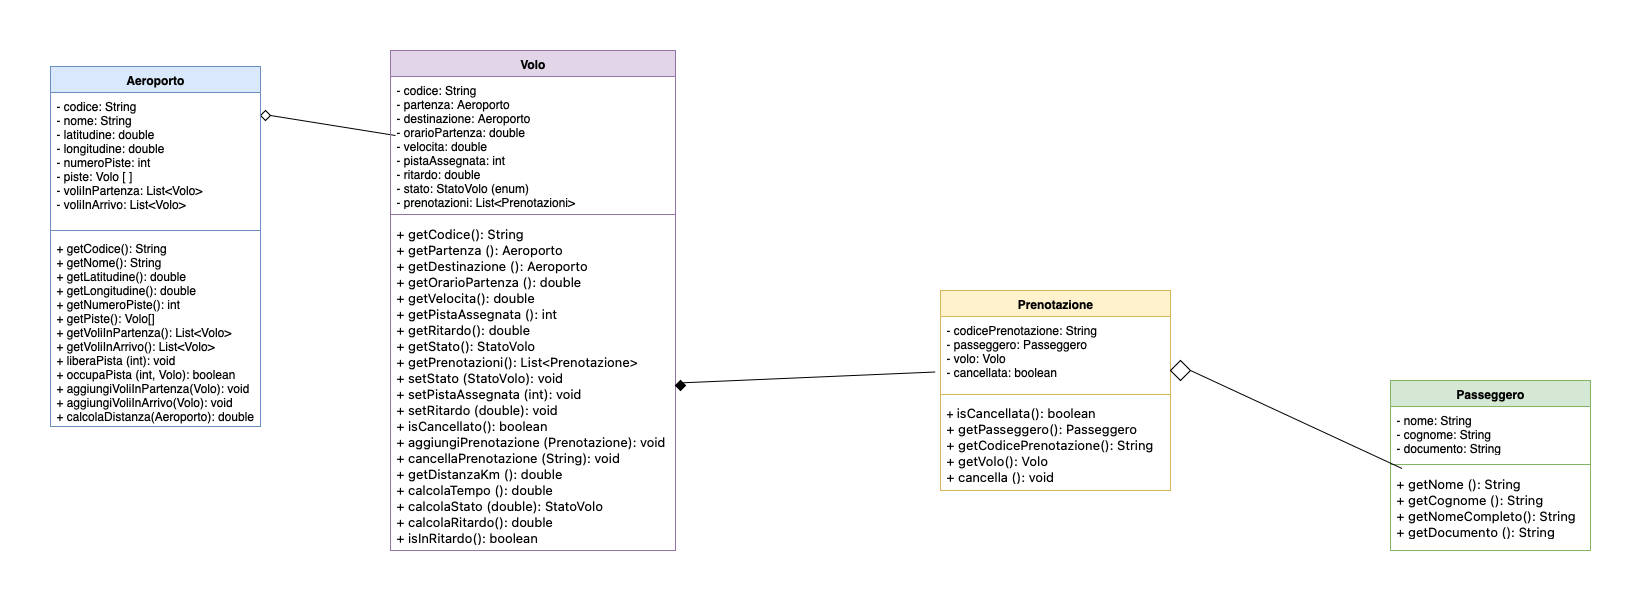 Aeroporto
- codice: String
- nome: String
- latitudine: double
- longitudine: double
- numeroPiste: int
- piste: Volo [ ]
- voliInPartenza: List<Volo>
- voliInArrivo: List<Volo>
+ getCodice(): String
+ getNome(): String
+ getLatitudine(): double
+ getLongitudine(): double
+ getNumeroPiste(): int
+ getPiste(): Volo[]
+ getVoliInPartenza(): List<Volo>
+ getVoliInArrivo(): List<Volo>
+ liberaPista (int): void
+ occupaPista (int, Volo): boolean
+ aggiungiVoliInPartenza(Volo): void
+ aggiungiVoliInArrivo(Volo): void
+ calcolaDistanza(Aeroporto): double
Volo
- codice: String
- partenza: Aeroporto
- destinazione: Aeroporto
- orarioPartenza: double
- velocita: double
- pistaAssegnata: int
- ritardo: double
- stato: StatoVolo (enum)
- prenotazioni: List<Prenotazioni>
+ getCodice(): String
+ getPartenza (): Aeroporto
+ getDestinazione (): Aeroporto
+ getOrarioPartenza (): double
+ getVelocita(): double
+ getPistaAssegnata (): int
+ getRitardo(): double
+ getStato(): StatoVolo
+ getPrenotazioni(): List<Prenotazione>
+ setStato (StatoVolo): void
+ setPistaAssegnata (int): void
+ setRitardo (double): void
+ isCancellato(): boolean
+ aggiungiPrenotazione (Prenotazione): void
+ cancellaPrenotazione (String): void
+ getDistanzaKm (): double
+ calcolaTempo (): double
+ calcolaStato (double): StatoVolo
+ calcolaRitardo(): double
+ isInRitardo(): boolean
Prenotazione
- codicePrenotazione: String
- passeggero: Passeggero
- volo: Volo
- cancellata: boolean
+ isCancellata(): boolean
+ getPasseggero(): Passeggero
+ getCodicePrenotazione(): String
+ getVolo(): Volo
+ cancella (): void
Passeggero
- nome: String
- cognome: String
- documento: String
+ getNome (): String
+ getCognome (): String
+ getNomeCompleto(): String
+ getDocumento (): String